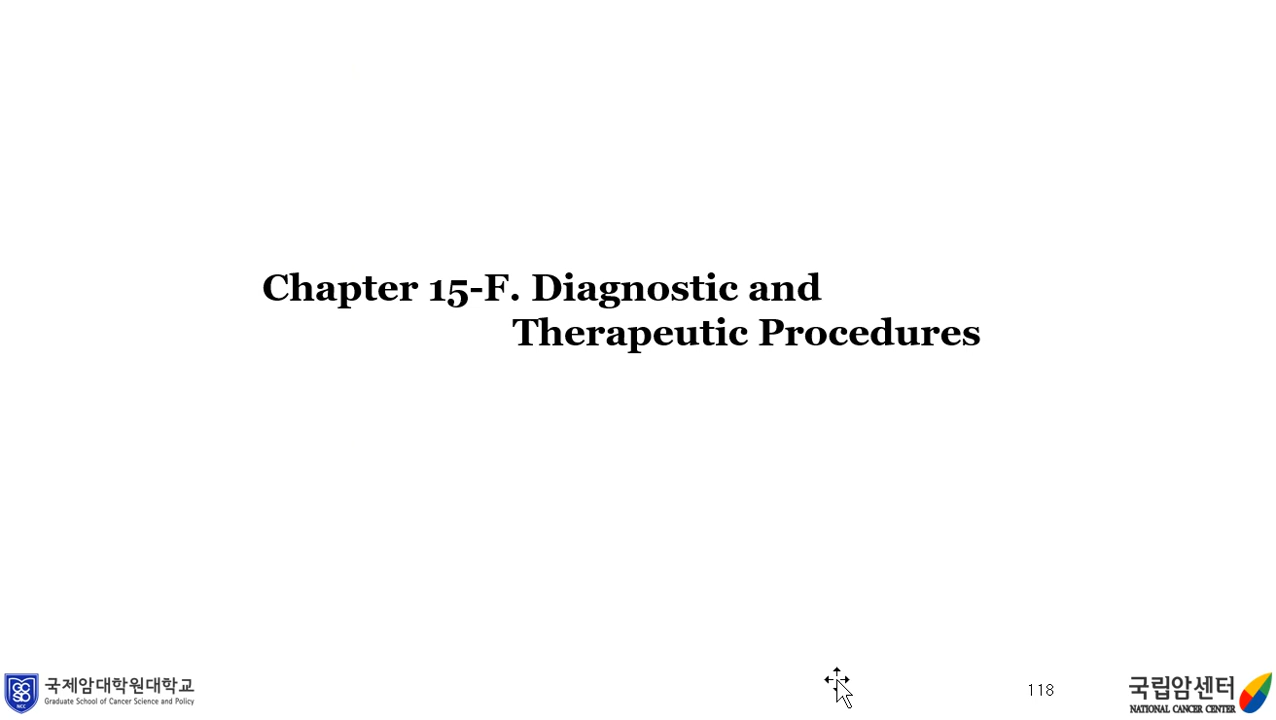 Chapter 15-F. Diagnostic and
Therapeutic Procedures
국제암대학원대학교
Graduate School of Cancer Science and Policy
NCC
118
국립암센터
NATIONAL CANCER CENTER